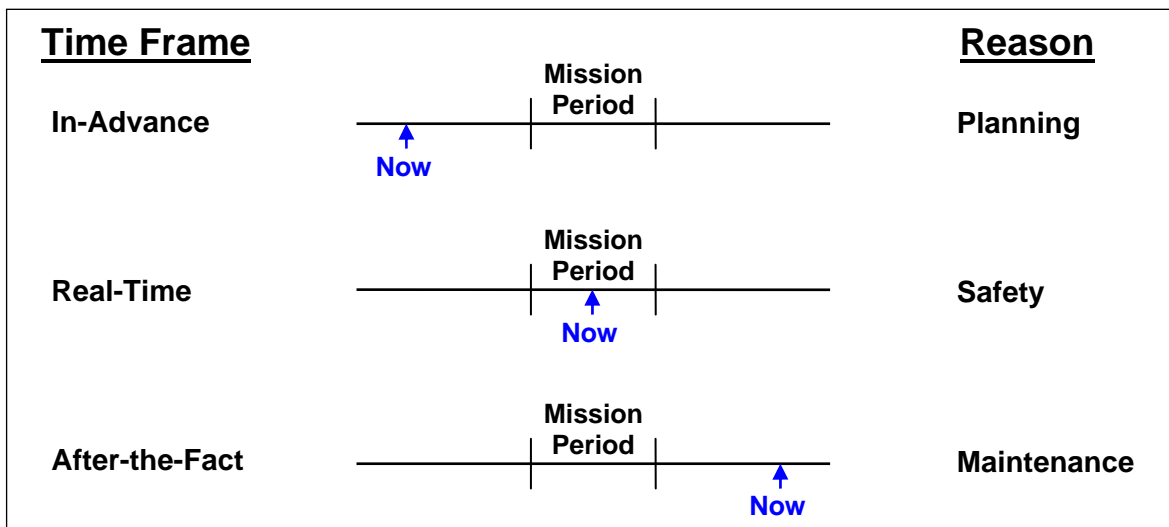 Time Frame
Reason
Mission
Period
In-Advance
Planning
Now
Mission
Period
Real-Time
Safety
Now
Mission
Period
After-the-Fact
Maintenance
Now